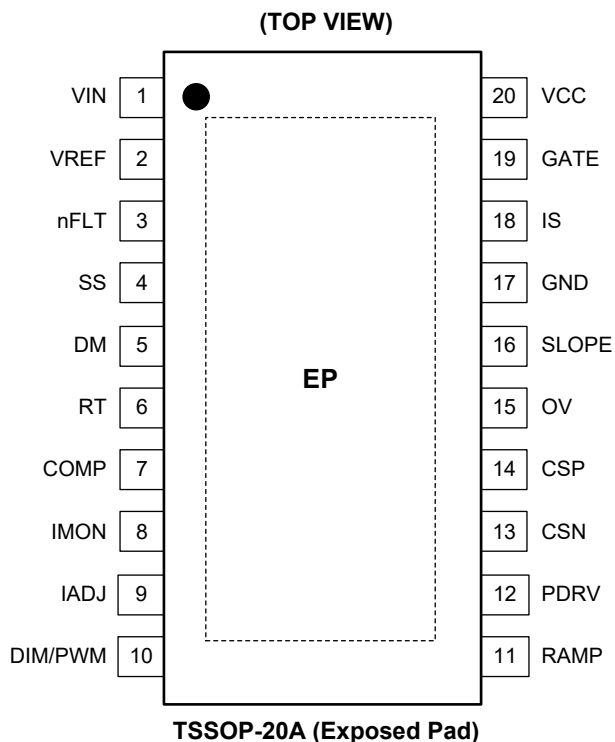 (TOP VIEW)
VIN 1 20 VCC
VREF 2 19 GATE
nFLT 3 18 IS
SS 4 17 GND
DM 5 16 SLOPE
RT 6 EP 15 OV
COMP 7 14 CSP
IMON 8 13 CSN
IADJ 9 12 PDRV
DIM/PWM 10 11 RAMP
TSSOP-20A (Exposed Pad)